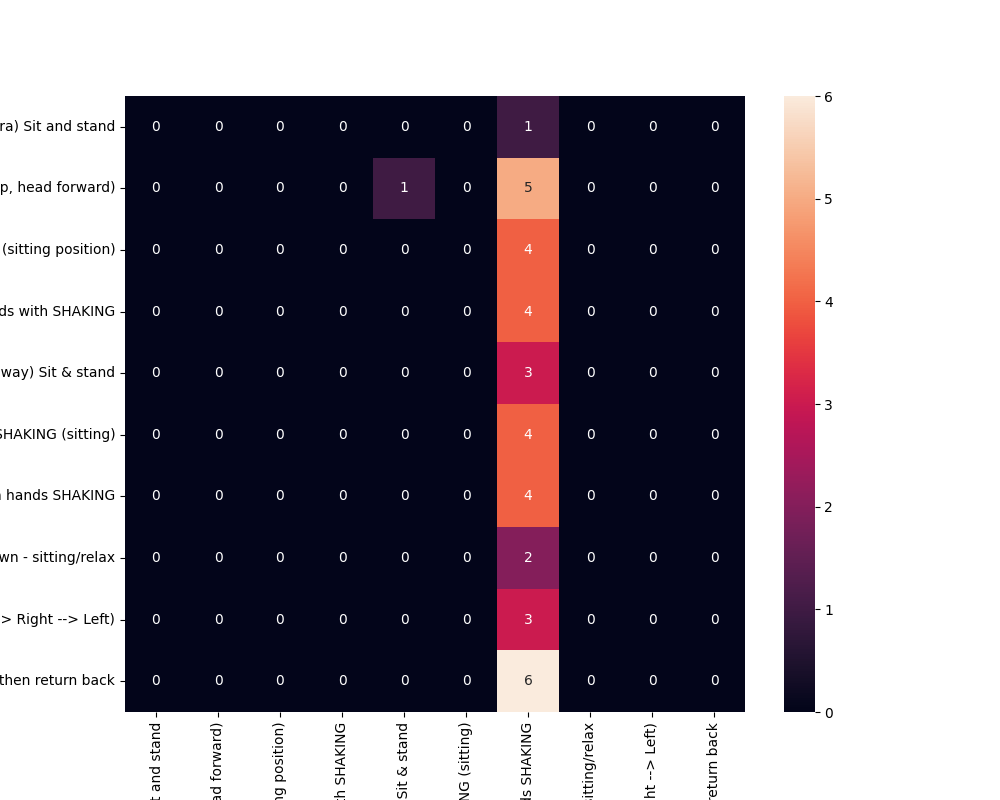 ra) Sit and stand 0 0 0 0 0 0 1 0 0 0
p, head forward) 0 0 0 0 1 0 5 0 0 0
(sitting position) 0 0 0 0 0 0 4 0 0 0
ds with SHAKING 0 0 0 0 0 0 4 0 0 0
way) Sit & stand 0 0 0 0 0 0 3 0 0 0
SHAKING (sitting) 0 0 0 0 0 0 4 0 0 0
hands SHAKING 0 0 0 0 0 0 4 0 0 0
wn - sitting/relax 0 0 0 0 0 0 2 0 0 0
> Right --> Left) 0 0 0 0 0 0 3 0 0 0
then return back 0 0 0 0 0 0 6 0 0 0
t and stand
ad forward)
ng position)
th SHAKING
Sit & stand
NG (sitting)
ds SHAKING
sitting/relax
ht --> Left)
return back
6
5
4
3
2
1
0